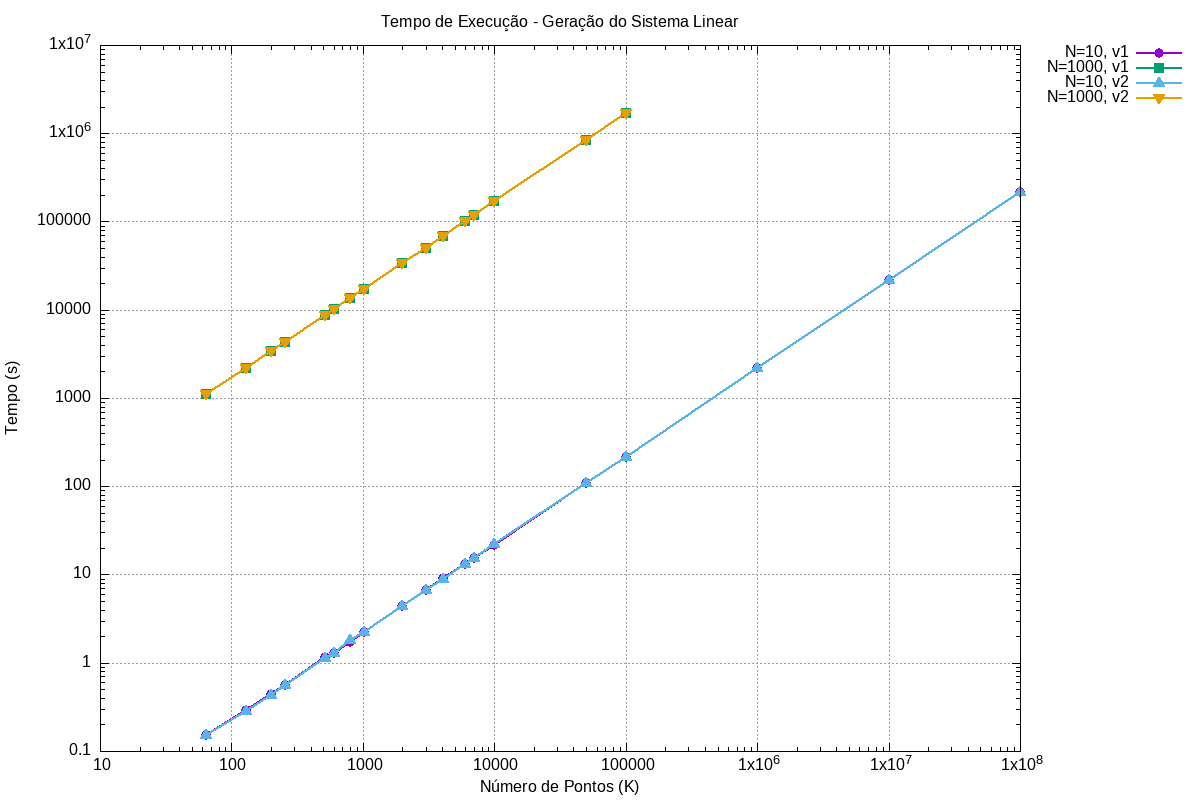 Tempo de Execução - Geração do Sistema Linear
N=10, v1
N=1000, v1
N=10, v2
N=1000, v2
1x10⁷
1x10⁶
100000
10000
1000
100
10
1
0.1
Tempo (s)
10 100 1000 10000 100000 1x10⁶ 1x10⁷ 1x10⁸
Número de Pontos (K)